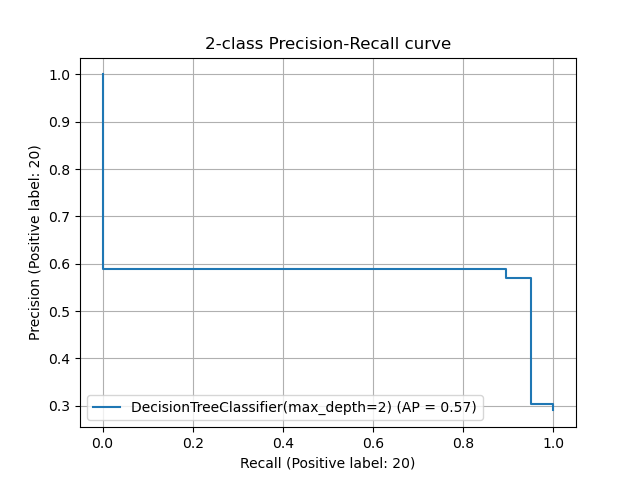 2-class Precision-Recall curve
Precision (Positive label: 20)
1.0
0.9
0.8
0.7
0.6
0.5
0.4
0.3
DecisionTreeClassifier(max_depth=2) (AP = 0.57)
0.0 0.2 0.4 0.6 0.8 1.0
Recall (Positive label: 20)